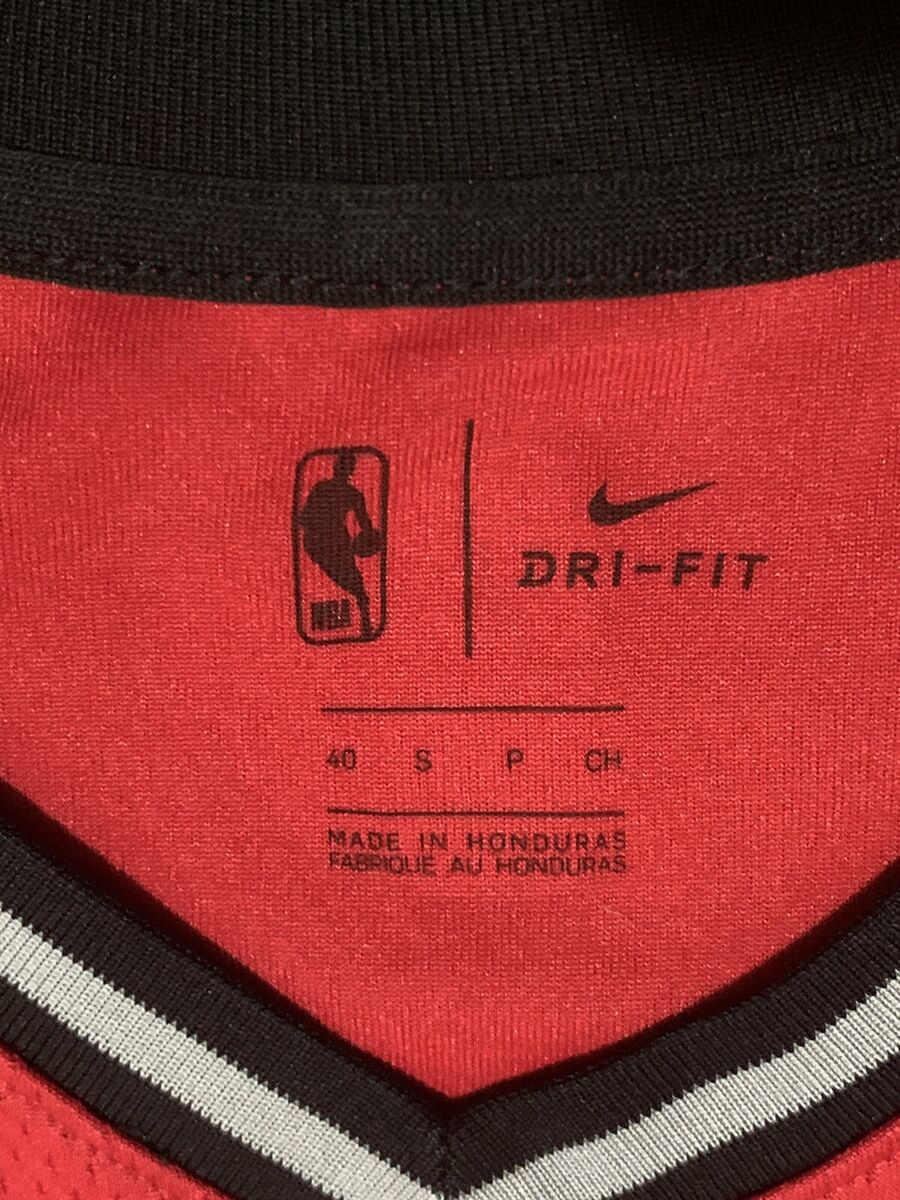 NBA
DRI-FIT
40 S P CH
MADE IN HONDURAS
FABRIQUE AU HONDURAS